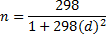 n = 298 / 1 + 298(d)²